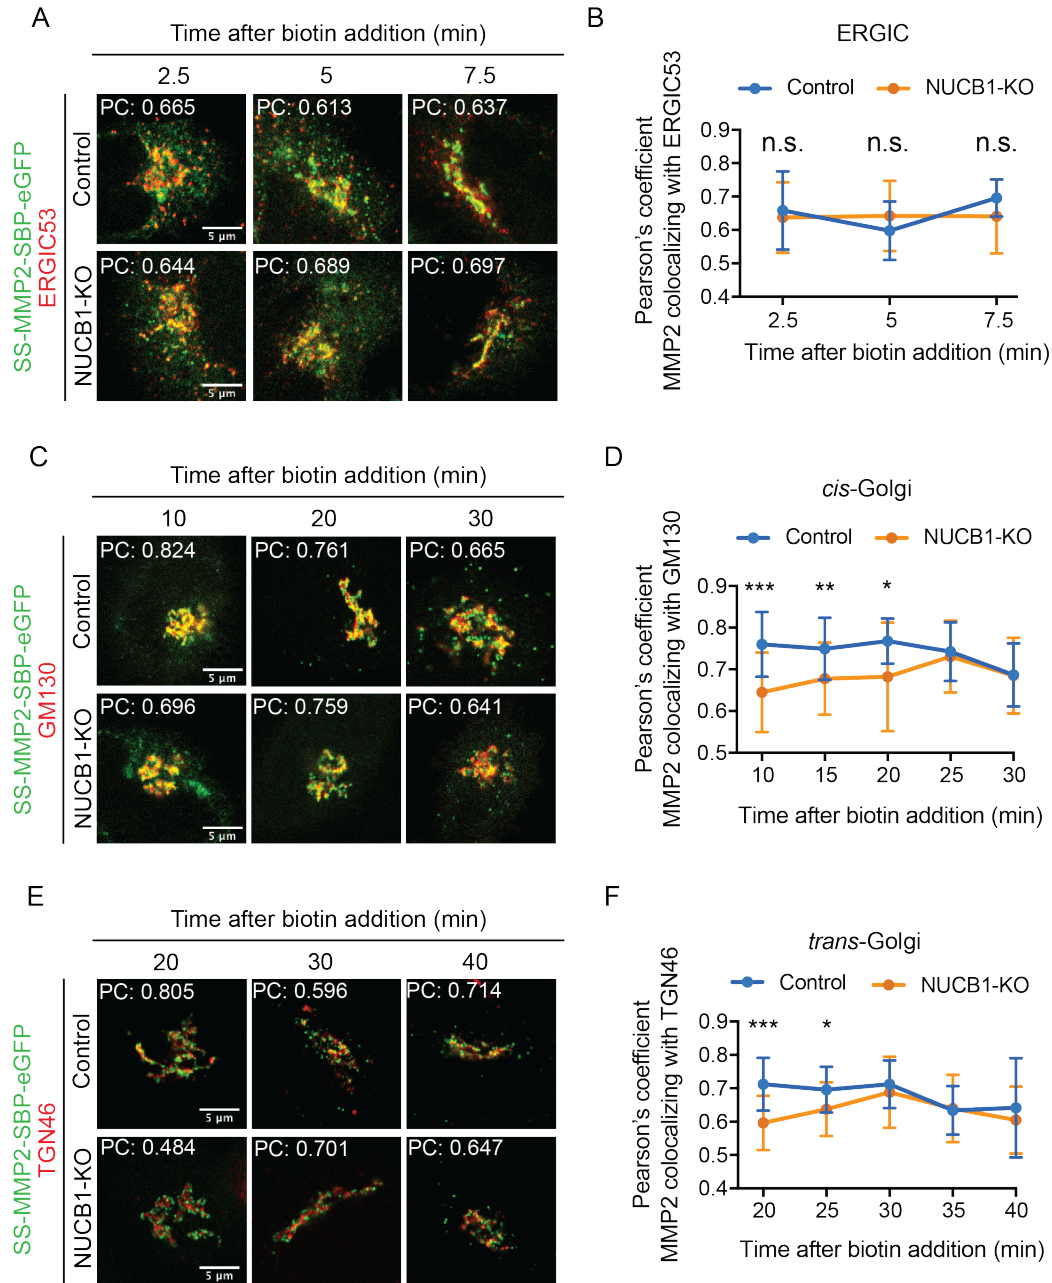 A
Time after biotin addition (min)
2.5 5 7.5
SS-MMP2-SBP-eGFP
ERGIC53
Control
PC: 0.665 PC: 0.613 PC: 0.637
5 µm
NUCB1-KO
PC: 0.644 PC: 0.689 PC: 0.697
5 µm
B
ERGIC
Control NUCB1-KO
Pearson's coefficient
MMP2 colocalizing with ERGIC53
0.9
0.8
0.7
0.6
0.5
0.4
n.s. n.s. n.s.
2.5 5 7.5
Time after biotin addition (min)
C
Time after biotin addition (min)
10 20 30
SS-MMP2-SBP-eGFP
GM130
Control
PC: 0.824 PC: 0.761 PC: 0.665
5 µm
NUCB1-KO
PC: 0.696 PC: 0.759 PC: 0.641
5 µm
D
cis-Golgi
Control NUCB1-KO
Pearson's coefficient
MMP2 colocalizing with GM130
0.9
0.8
0.7
0.6
0.5
*** ** *
10 15 20 25 30
Time after biotin addition (min)
E
Time after biotin addition (min)
20 30 40
SS-MMP2-SBP-eGFP
TGN46
Control
PC: 0.805 PC: 0.596 PC: 0.714
5 µm
NUCB1-KO
PC: 0.484 PC: 0.701 PC: 0.647
5 µm
F
trans-Golgi
Control NUCB1-KO
Pearson's coefficient
MMP2 colocalizing with TGN46
0.9
0.8
0.7
0.6
0.5
0.4
*** *
20 25 30 35 40
Time after biotin addition (min)